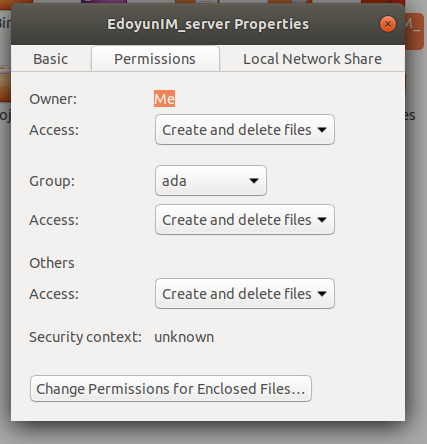 EdoyunIM_server Properties
Basic Permissions Local Network Share
Owner: Me
Access: Create and delete files
Group: ada
Access: Create and delete files
Others
Access: Create and delete files
Security context: unknown
Change Permissions for Enclosed Files…